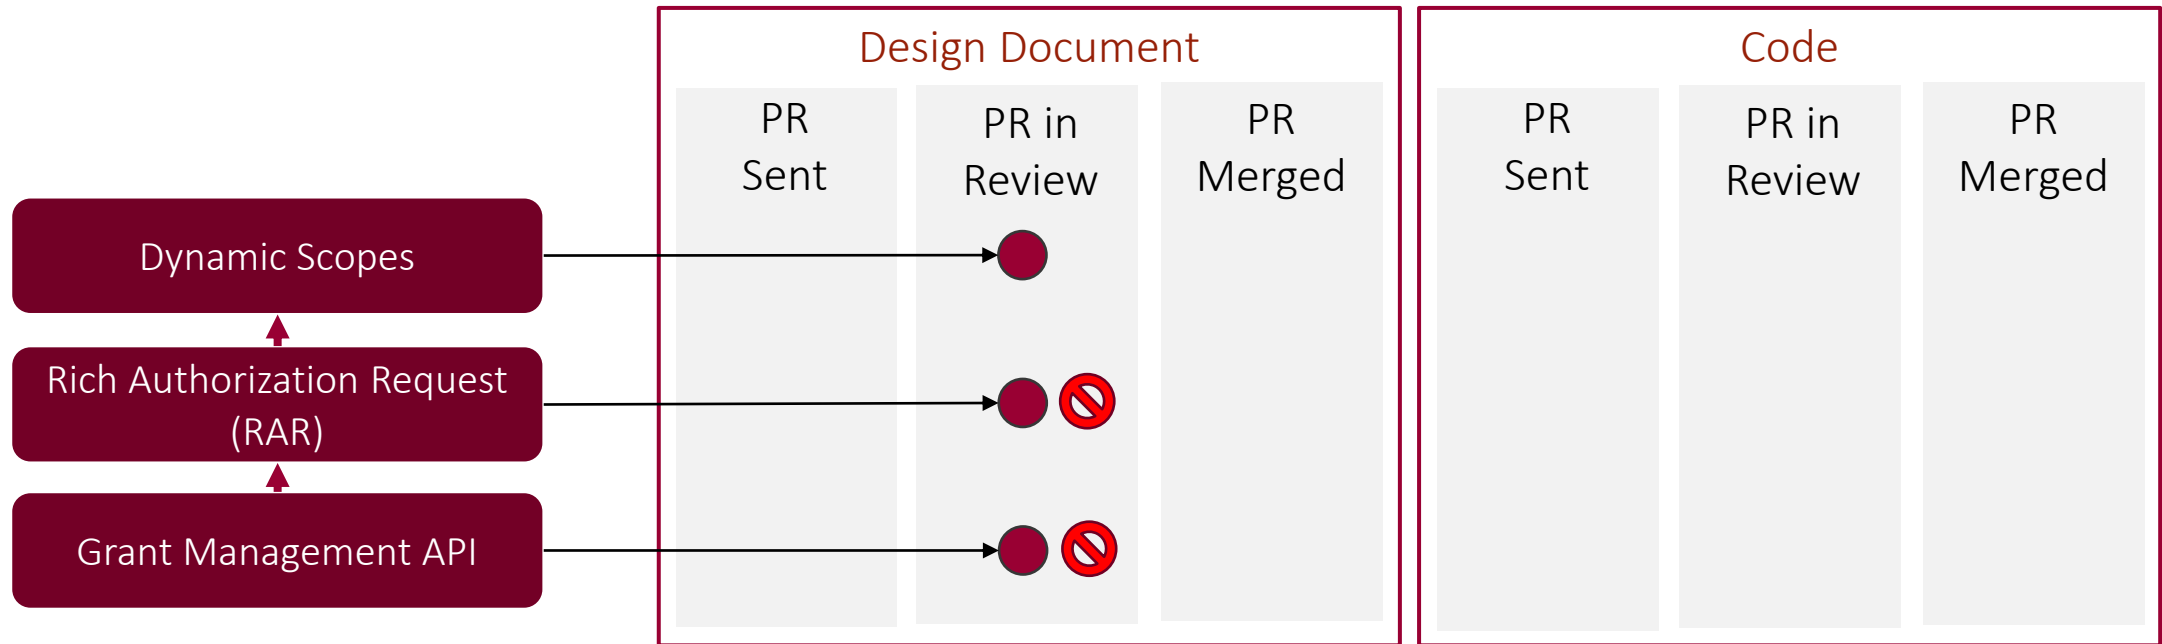 Design Document
Code
PR
Sent
PR in
Review
PR
Merged
PR
Sent
PR in
Review
PR
Merged
Dynamic Scopes
Rich Authorization Request
(RAR)
Grant Management API